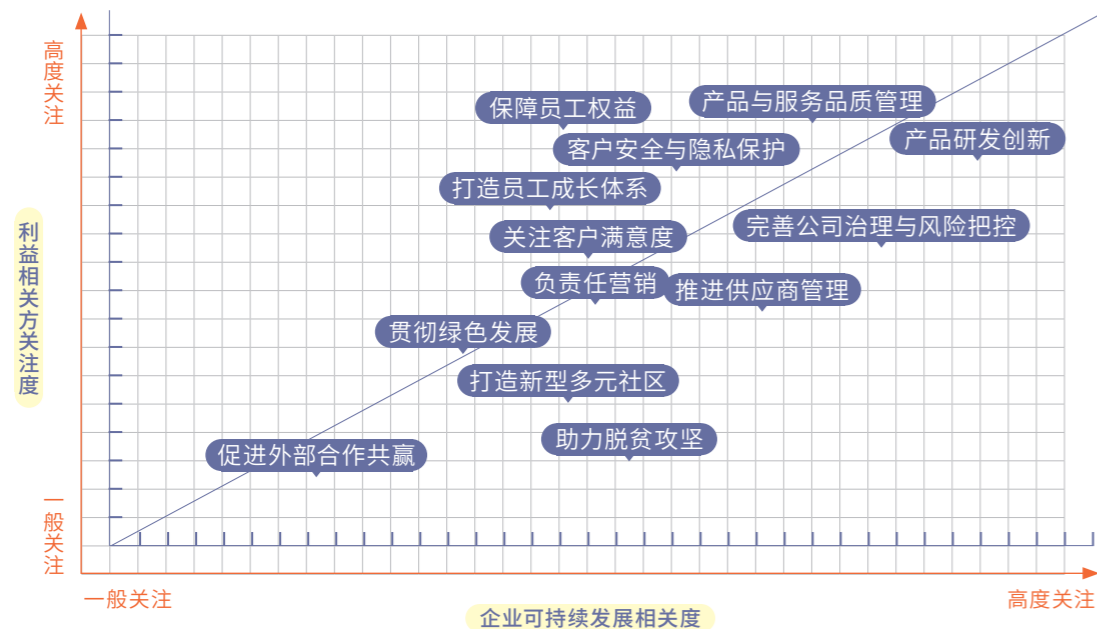 高度关注
保障员工权益
产品与服务品质管理
产品研发创新
客户安全与隐私保护
打造员工成长体系
完善公司治理与风险把控
关注客户满意度
负责任营销
推进供应商管理
利益相关方关注度
贯彻绿色发展
打造新型多元社区
助力脱贫攻坚
促进外部合作共赢
一般关注
一般关注
高度关注
企业可持续发展相关度